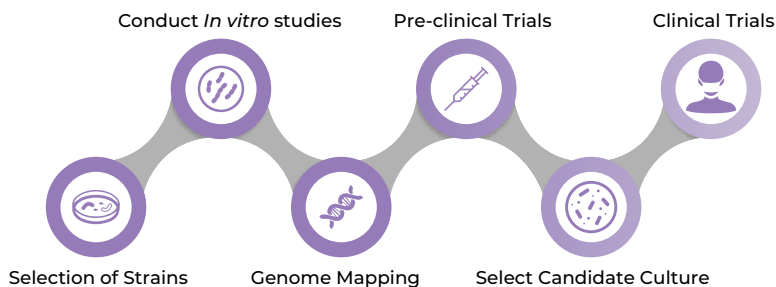 Conduct In vitro studies
Pre-clinical Trials
Clinical Trials
Selection of Strains
Genome Mapping
Select Candidate Culture